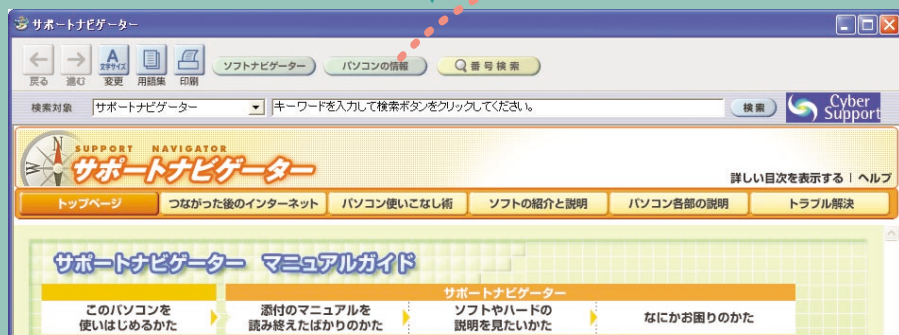 サポートナビゲーター
戻る 進む A 文字サイズ 変更 用語集 印刷 ソフトナビゲーター パソコンの情報 番号検索
検索対象 サポートナビゲーター キーワードを入力して検索ボタンをクリックしてください。 検索 Cyber Support
N SUPPORT NAVIGATOR
サポートナビゲーター
詳しい目次を表示する | ヘルプ
トップページ つながった後のインターネット パソコン使いこなし術 ソフトの紹介と説明 パソコン各部の説明 トラブル解決
サポートナビゲーター マニュアルガイド
サポートナビゲーター
このパソコンを 添付のマニュアルを ソフトやハードの なにかお困りのかた
使いはじめるかた 読み終えたばかりのかた 説明を見たいかた